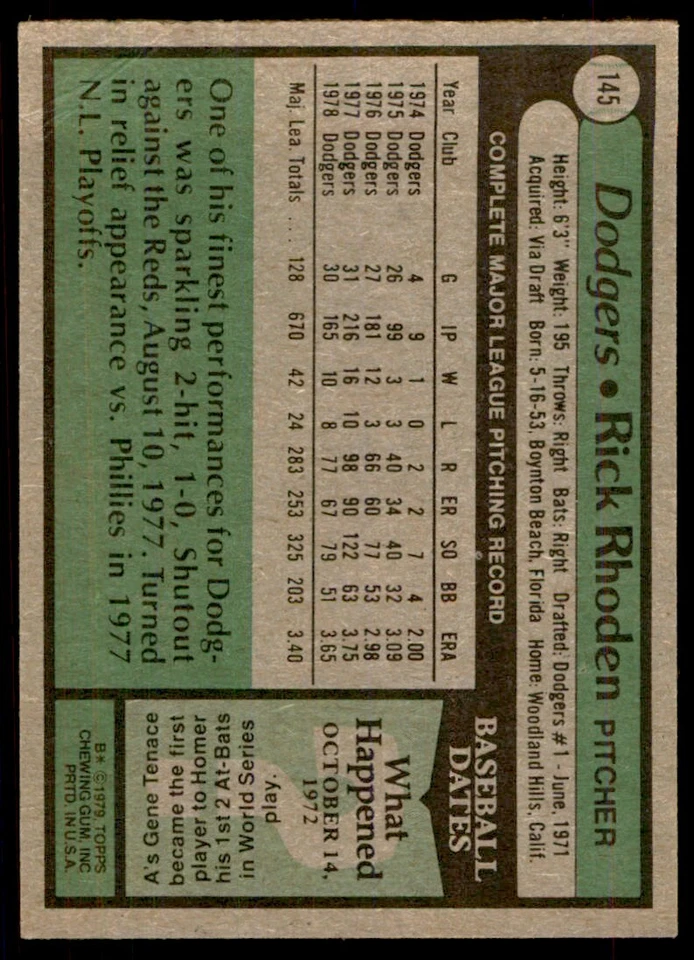 145
Dodgers • Rick Rhoden PITCHER
Height: 6'3" Weight: 195 Throws: Right Bats: Right Drafted: Dodgers #1 - June, 1971
Acquired: Via Draft Born: 5-16-53, Boynton Beach, Florida Home: Woodland Hills, Calif.
COMPLETE MAJOR LEAGUE PITCHING RECORD
Year Club G IP W L R ER SO BB ERA
1974 Dodgers 4 9 1 0 2 2 7 4 2.00
1975 Dodgers 26 99 3 3 40 34 40 32 3.09
1976 Dodgers 27 181 12 3 66 60 77 53 2.98
1977 Dodgers 31 216 16 10 98 90 122 63 3.75
1978 Dodgers 30 165 10 8 77 67 79 51 3.65
Maj. Lea. Totals . . . 128 670 42 24 283 253 325 203 3.40
One of his finest performances for Dodg-
ers was sparkling 2-hit, 1-0, Shutout
against the Reds, August 10, 1977. Turned
in relief appearance vs. Phillies in 1977
N.L. Playoffs.
BASEBALL
DATES
What
Happened
OCTOBER 14,
1972
A's Gene Tenace
became the first
player to Homer
his 1st 2 At-Bats
in World Series
play.
B* © 1979, TOPPS
CHEWING GUM, INC
PRTD. IN U.S.A.